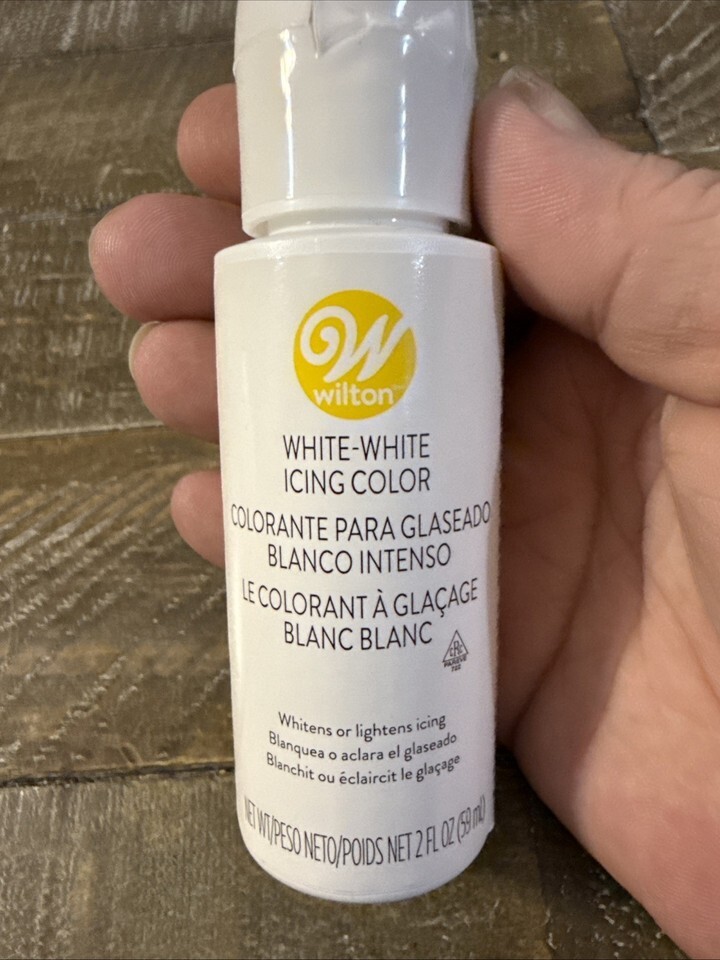 W
wilton
WHITE-WHITE
ICING COLOR
COLORANTE PARA GLASEADO
BLANCO INTENSO
LE COLORANT À GLAÇAGE
BLANC BLANC
cRc
PAREVE
Whitens or lightens icing
Blanquea o aclara el glaseado
Blanchit ou éclaircit le glaçage
NET WT/PESO NETO/POIDS NET 2 FL OZ (59 ml)